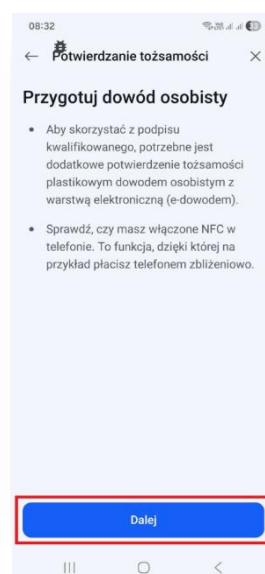 08:32
Potwierdzanie tożsamości
Przygotuj dowód osobisty
• Aby skorzystać z podpisu
kwalifikowanego, potrzebne jest
dodatkowe potwierdzenie tożsamości
plastikowym dowodem osobistym z
warstwą elektroniczną (e-dowodem).
• Sprawdź, czy masz włączone NFC w
telefonie. To funkcja, dzięki której na
przykład płacisz telefonem zbliżeniowo.
Dalej